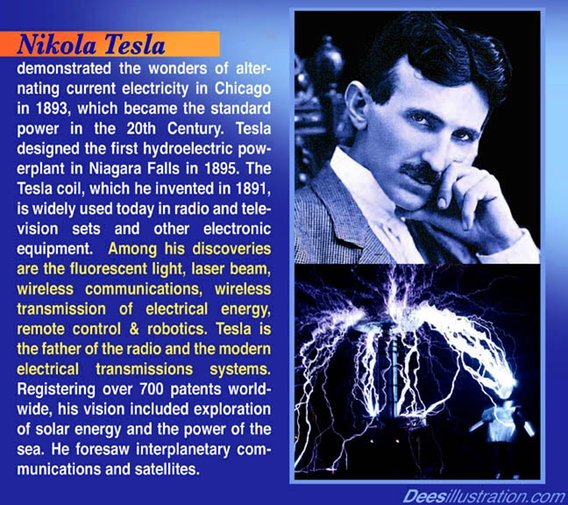 Nikola Tesla
demonstrated the wonders of alter-
nating current electricity in Chicago
in 1893, which became the standard
power in the 20th Century. Tesla
designed the first hydroelectric pow-
erplant in Niagara Falls in 1895. The
Tesla coil, which he invented in 1891,
is widely used today in radio and tele-
vision sets and other electronic
equipment. Among his discoveries
are the fluorescent light, laser beam,
wireless communications, wireless
transmission of electrical energy,
remote control & robotics. Tesla is
the father of the radio and the modern
electrical transmissions systems.
Registering over 700 patents world-
wide, his vision included exploration
of solar energy and the power of the
sea. He foresaw interplanetary com-
munications and satellites.
Deesillustration.com